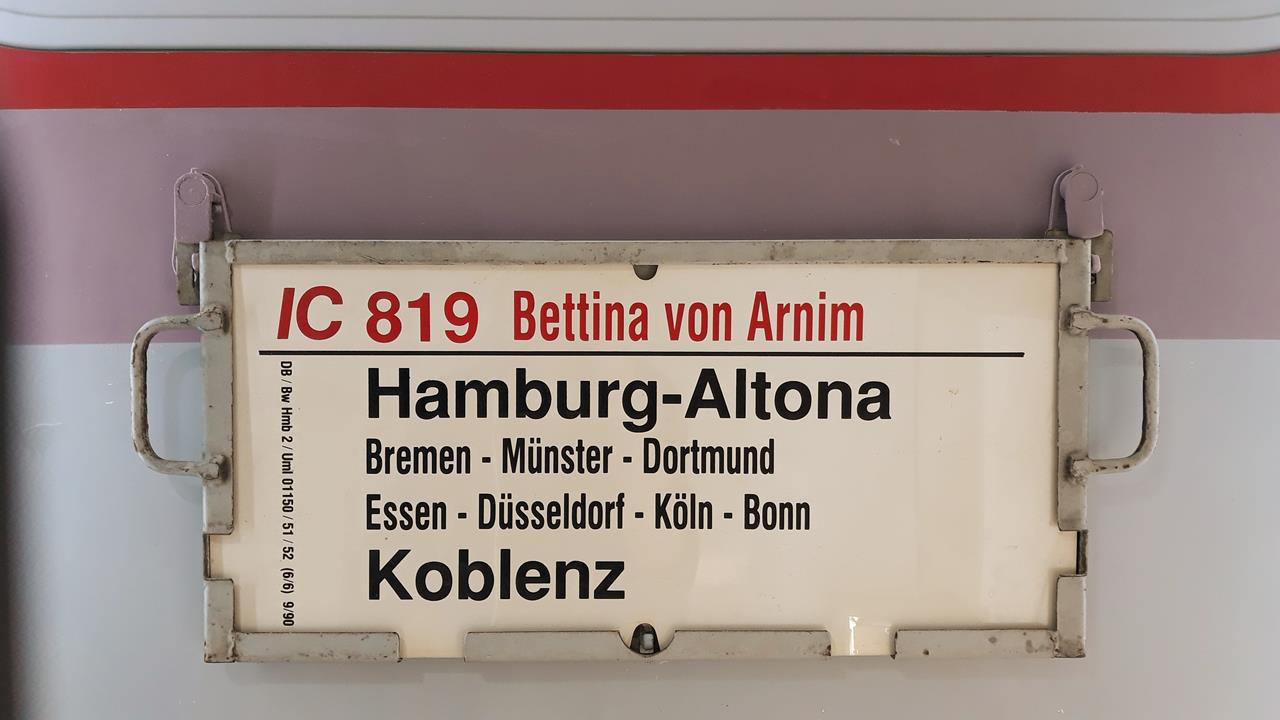 IC 819 Bettina von Arnim
Hamburg-Altona
Bremen - Münster - Dortmund
Essen - Düsseldorf - Köln - Bonn
Koblenz
DB / Bw Hmb 2 / Uml 01150 / 51 / 52 (6/6) 9/90